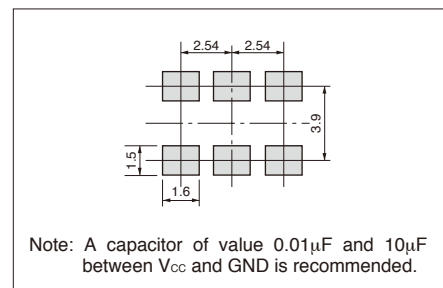 2.54 2.54
3.9
1.5
1.6
Note: A capacitor of value 0.01μF and 10μF
between Vcc and GND is recommended.